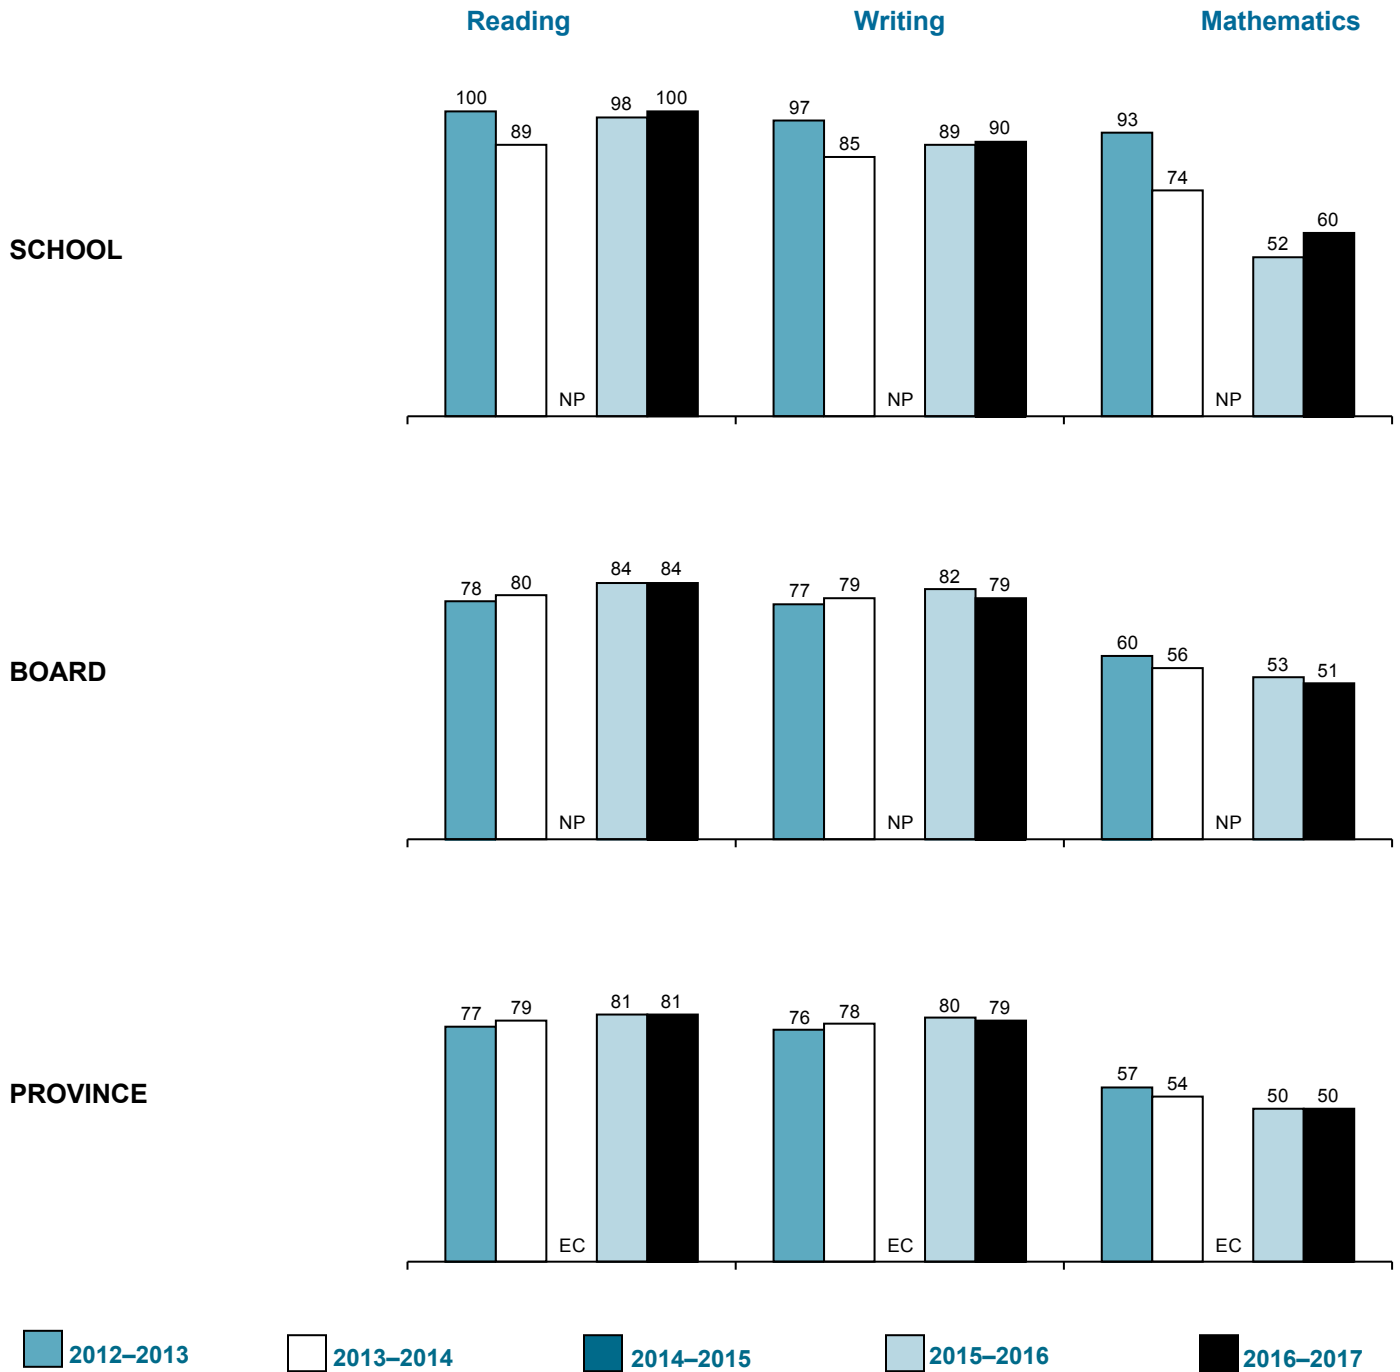 Reading Writing Mathematics
SCHOOL
100 89 NP 98 100 97 85 NP 89 90 93 74 NP 52 60
BOARD
78 80 NP 84 84 77 79 NP 82 79 60 56 NP 53 51
PROVINCE
77 79 EC 81 81 76 78 EC 80 79 57 54 EC 50 50
2012–2013 2013–2014 2014–2015 2015–2016 2016–2017